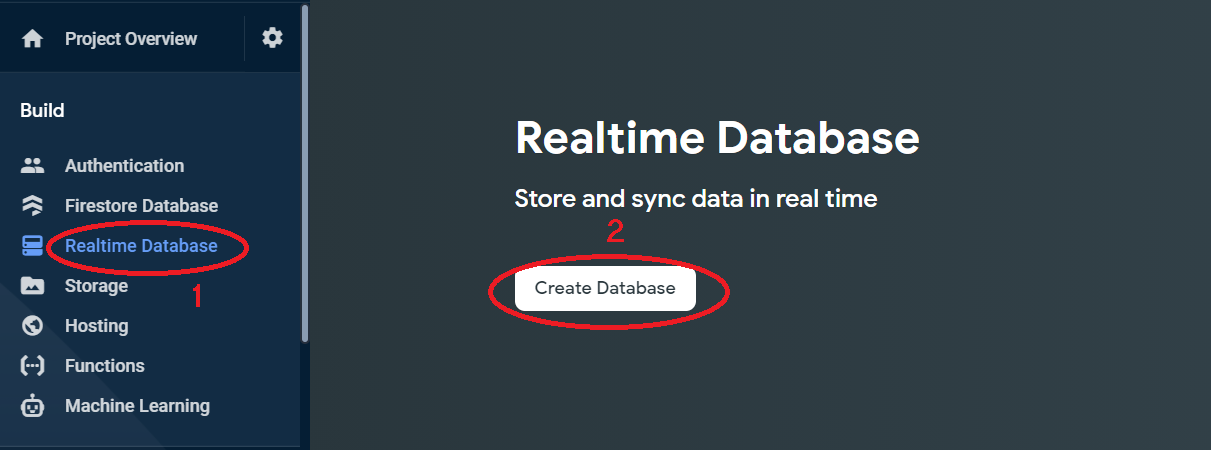 Project Overview
Build
Authentication
Firestore Database
Realtime Database
1
Storage
Hosting
Functions
Machine Learning
Realtime Database
Store and sync data in real time
2
Create Database